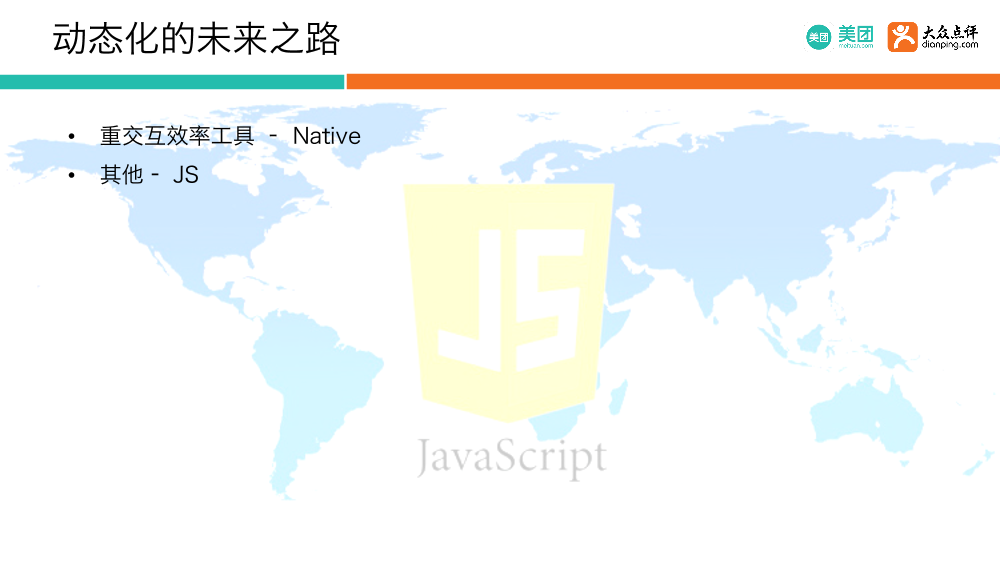 动态化的未来之路
美团 美团 大众点评
meituan.com dianping.com
• 重交互效率工具 - Native
• 其他 - JS
JS
JavaScript